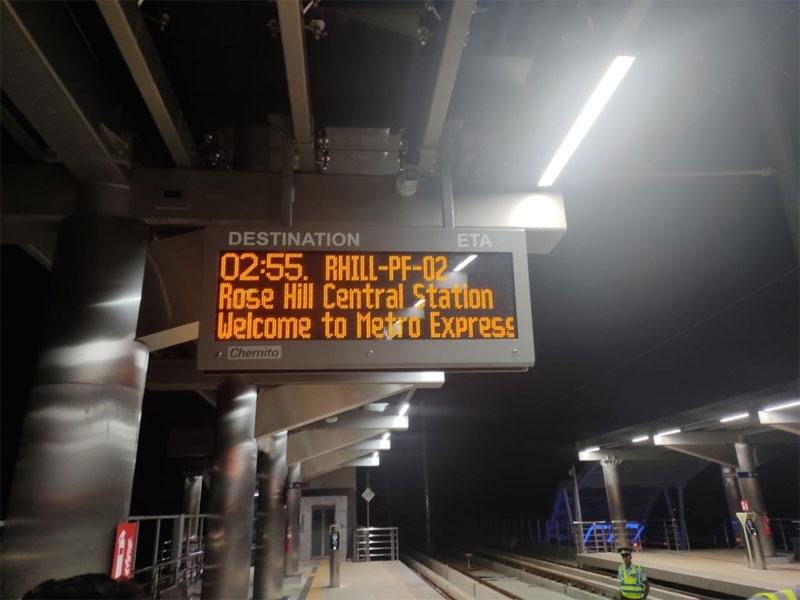 DESTINATION ETA
02:55. RHILL-PF-02
Rose Hill Central Station
Welcome to Metro Express
Chemito